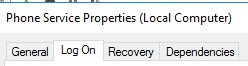 Phone Service Properties (Local Computer)
General Log On Recovery Dependencies